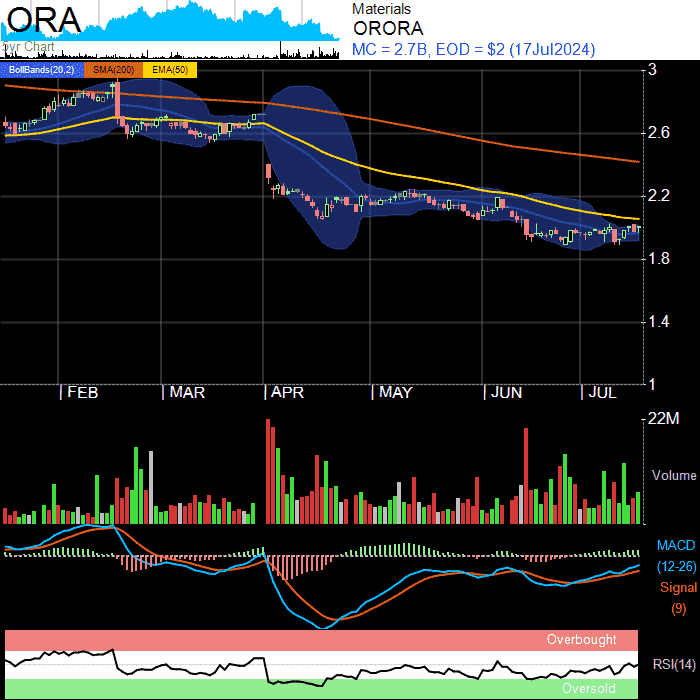 ORA
5yr Chart
Materials
ORORA
MC = 2.7B, EOD = $2 (17Jul2024)
BollBands(20,2) SMA(200) EMA(50)
3
2.6
2.2
1.8
1.4
1
FEB MAR APR MAY JUN JUL
22M
Volume
MACD
(12-26)
Signal
(9)
Overbought
RSI(14)
Oversold